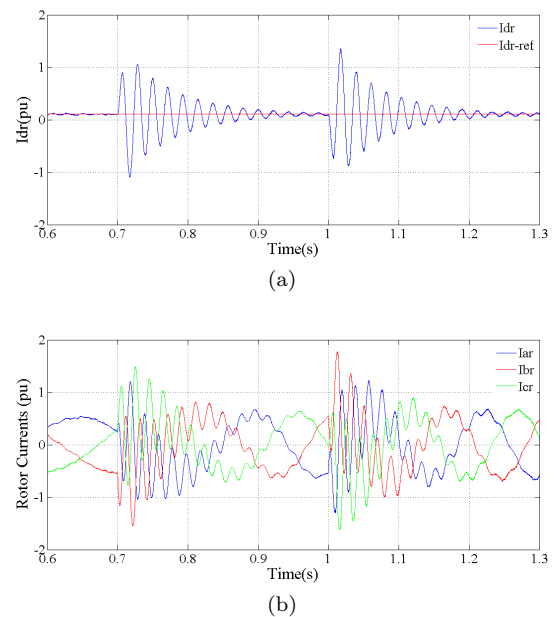 2
1
0
-1
-2
0.6 0.7 0.8 0.9 1 1.1 1.2 1.3
Idr(pu)
Time(s)
Idr
Idr-ref
(a)
2
1
0
-1
-2
0.6 0.7 0.8 0.9 1 1.1 1.2 1.3
Rotor Currents (pu)
Time(s)
Iar
Ibr
Icr
(b)